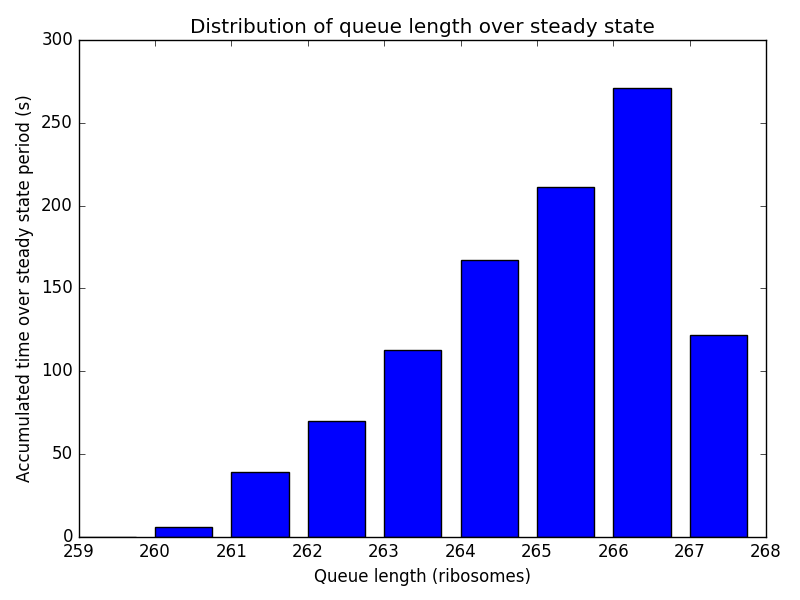 Distribution of queue length over steady state
Accumulated time over steady state period (s)
300
250
200
150
100
50
0
259 260 261 262 263 264 265 266 267 268
Queue length (ribosomes)